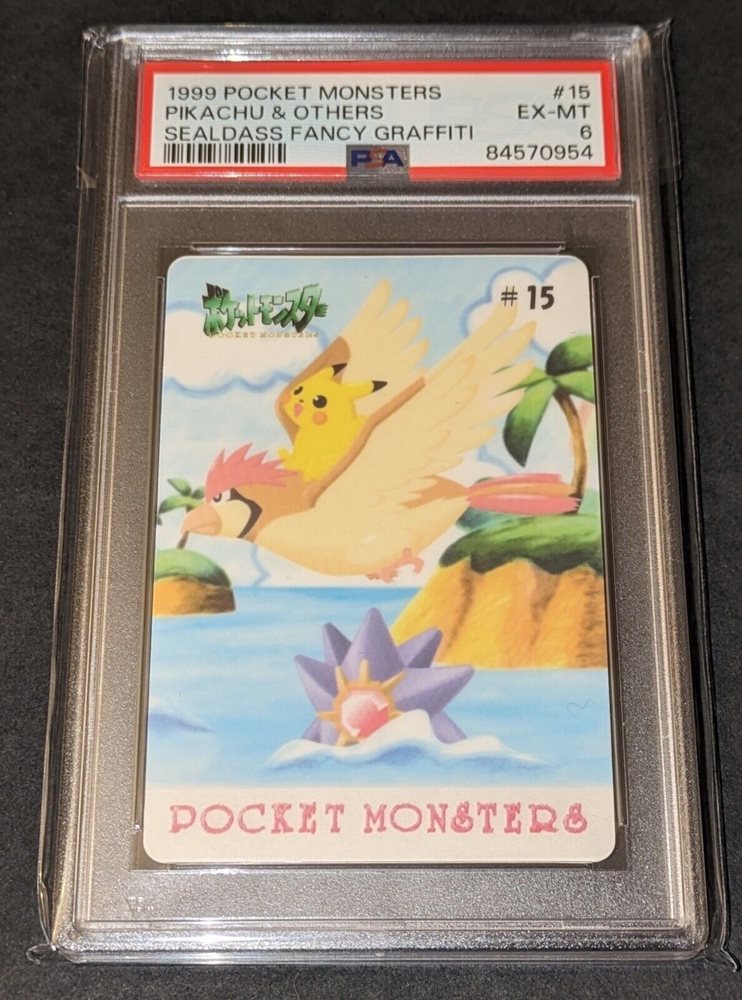 1999 POCKET MONSTERS #15
PIKACHU & OTHERS EX-MT
SEALDASS FANCY GRAFFITI 6
PSA 84570954
ポケットモンスター
POCKET MONSTERS
#15
POCKET MONSTERS